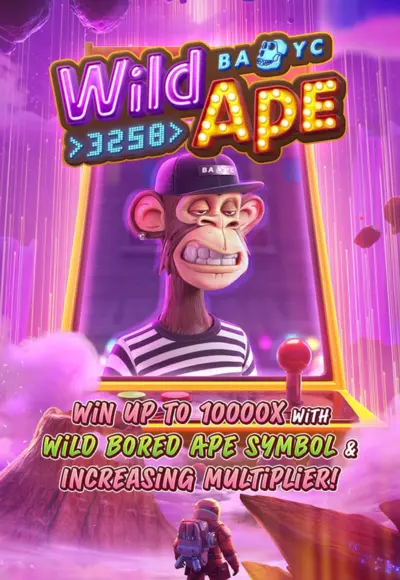 BAYC
Wild
>3258>
APE
BAYC
WIN UP TO 10000X WITH
WILD BORED APE SYMBOL &
INCREASING MULTIPLIER!